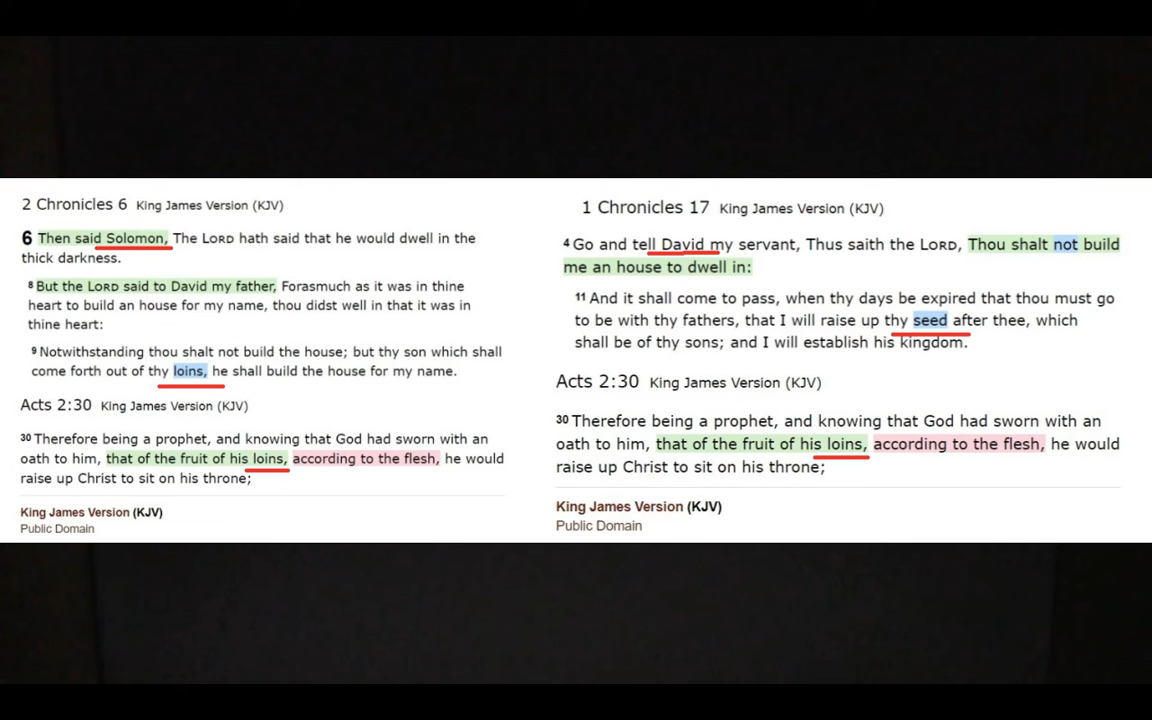 2 Chronicles 6 King James Version (KJV)
6 Then said Solomon, The LORD hath said that he would dwell in the
thick darkness.
8 But the LORD said to David my father, Forasmuch as it was in thine
heart to build an house for my name, thou didst well in that it was in
thine heart:
9 Notwithstanding thou shalt not build the house; but thy son which shall
come forth out of thy loins, he shall build the house for my name.
Acts 2:30 King James Version (KJV)
30 Therefore being a prophet, and knowing that God had sworn with an
oath to him, that of the fruit of his loins, according to the flesh, he would
raise up Christ to sit on his throne;
King James Version (KJV)
Public Domain
1 Chronicles 17 King James Version (KJV)
4 Go and tell David my servant, Thus saith the LORD, Thou shalt not build
me an house to dwell in:
11 And it shall come to pass, when thy days be expired that thou must go
to be with thy fathers, that I will raise up thy seed after thee, which
shall be of thy sons; and I will establish his kingdom.
Acts 2:30 King James Version (KJV)
30 Therefore being a prophet, and knowing that God had sworn with an
oath to him, that of the fruit of his loins, according to the flesh, he would
raise up Christ to sit on his throne;
King James Version (KJV)
Public Domain